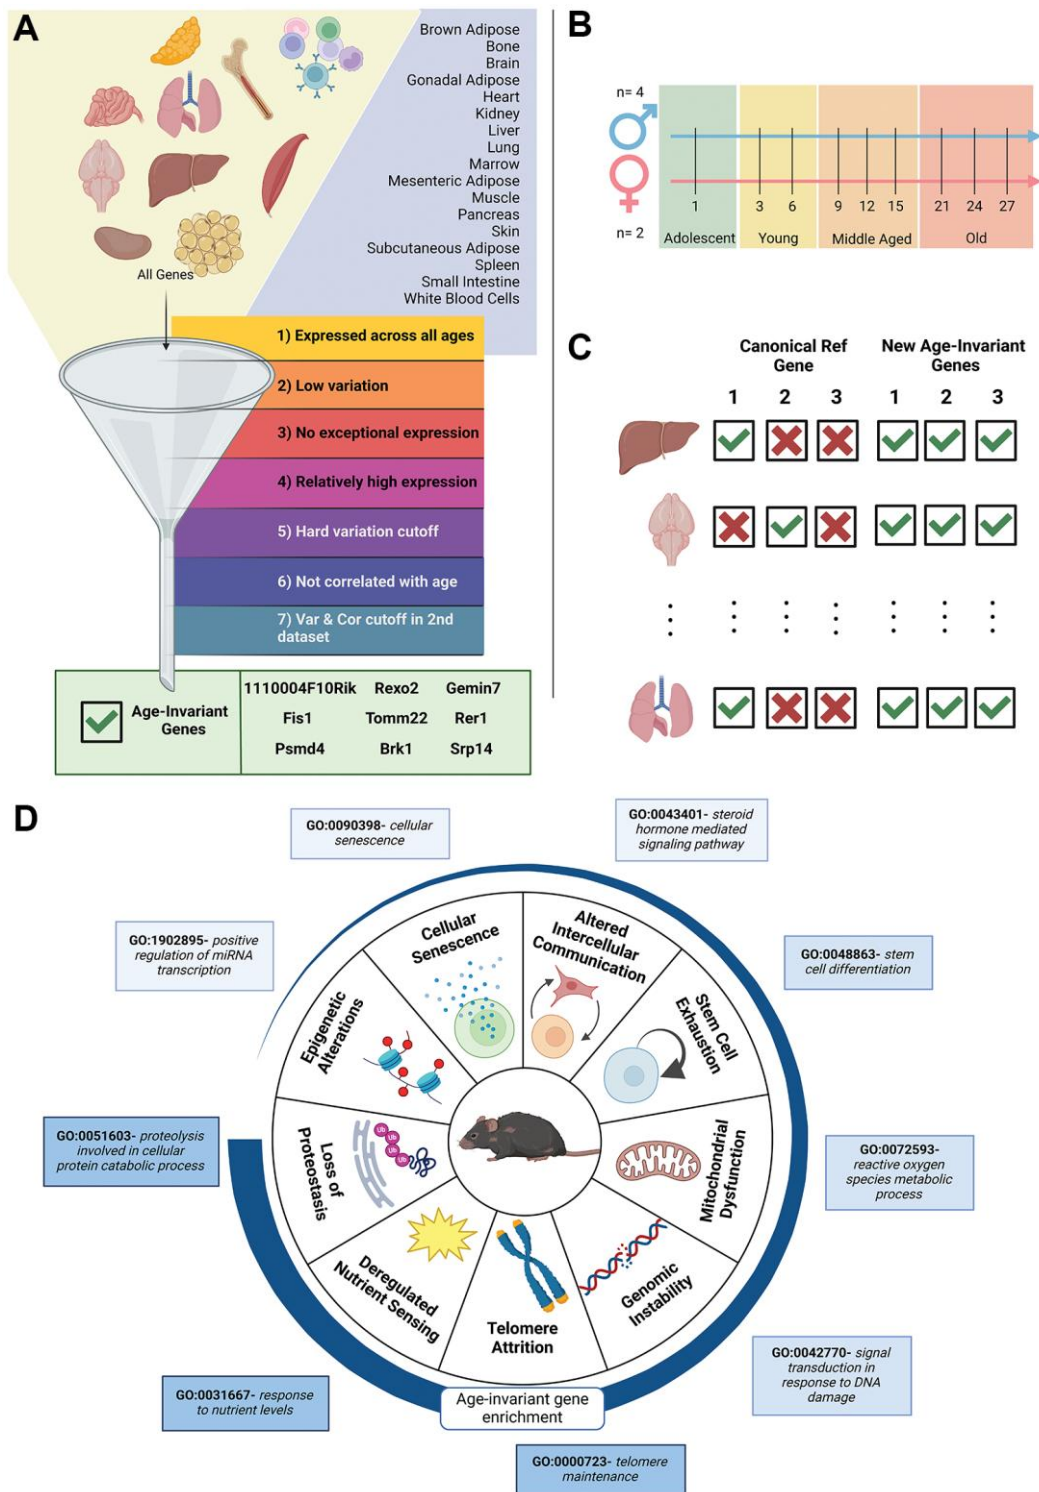 A
Brown Adipose
Bone
Brain
Gonadal Adipose
Heart
Kidney
Liver
Lung
Marrow
Mesenteric Adipose
Muscle
Pancreas
Skin
Subcutaneous Adipose
Spleen
Small Intestine
White Blood Cells
All Genes
1) Expressed across all ages
2) Low variation
3) No exceptional expression
4) Relatively high expression
5) Hard variation cutoff
6) Not correlated with age
7) Var & Cor cutoff in 2nd
dataset
Age-Invariant
Genes
1110004F10Rik Rexo2 Gemin7
Fis1 Tomm22 Rer1
Psmd4 Brk1 Srp14
B
n= 4
n= 2
1 3 6 9 12 15 21 24 27
Adolescent Young Middle Aged Old
C
Canonical Ref
Gene
New Age-Invariant
Genes
1 2 3 1 2 3
D
GO:0090398- cellular
senescence
GO:0043401- steroid
hormone mediated
signaling pathway
GO:1902895- positive
regulation of miRNA
transcription
GO:0048863- stem
cell differentiation
GO:0051603- proteolysis
involved in cellular
protein catabolic process
GO:0072593-
reactive oxygen
species metabolic
process
GO:0042770- signal
transduction in
response to DNA
damage
GO:0031667- response
to nutrient levels
GO:0000723- telomere
maintenance
Cellular
Senescence
Altered
Intercellular
Communication
Stem Cell
Exhaustion
Mitochondrial
Dysfunction
Genomic
Instability
Telomere
Attrition
Deregulated
Nutrient Sensing
Loss of
Proteostasis
Ub
Ub
Ub
Ub
Epigenetic
Alterations
Age-invariant gene
enrichment